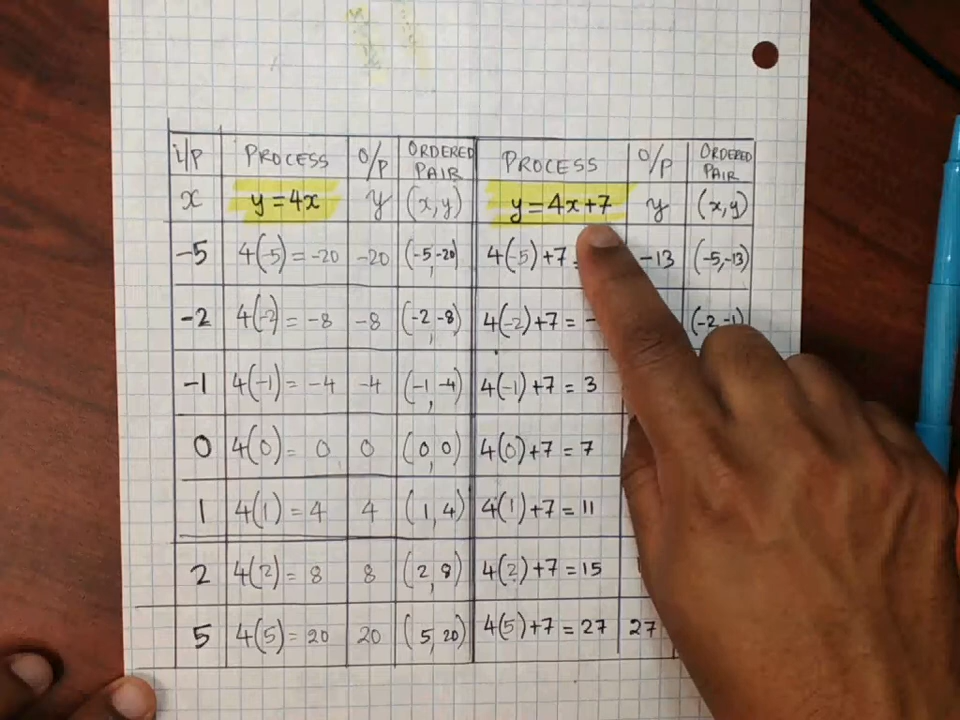 I/P PROCESS O/P ORDERED PAIR PROCESS O/P ORDERED PAIR
x y = 4x y (x, y) y = 4x+7 y (x, y)
-5 4(-5) = -20 -20 (-5, -20) 4(-5)+7 = -13 (-5, -13)
-2 4(-2) = -8 -8 (-2, -8) 4(-2)+7 = - (-2, -1)
-1 4(-1) = -4 -4 (-1, -4) 4(-1)+7 = 3
0 4(0) = 0 0 (0, 0) 4(0)+7 = 7
1 4(1) = 4 4 (1, 4) 4(1)+7 = 11
2 4(2) = 8 8 (2, 8) 4(2)+7 = 15
5 4(5) = 20 20 (5, 20) 4(5)+7 = 27 27